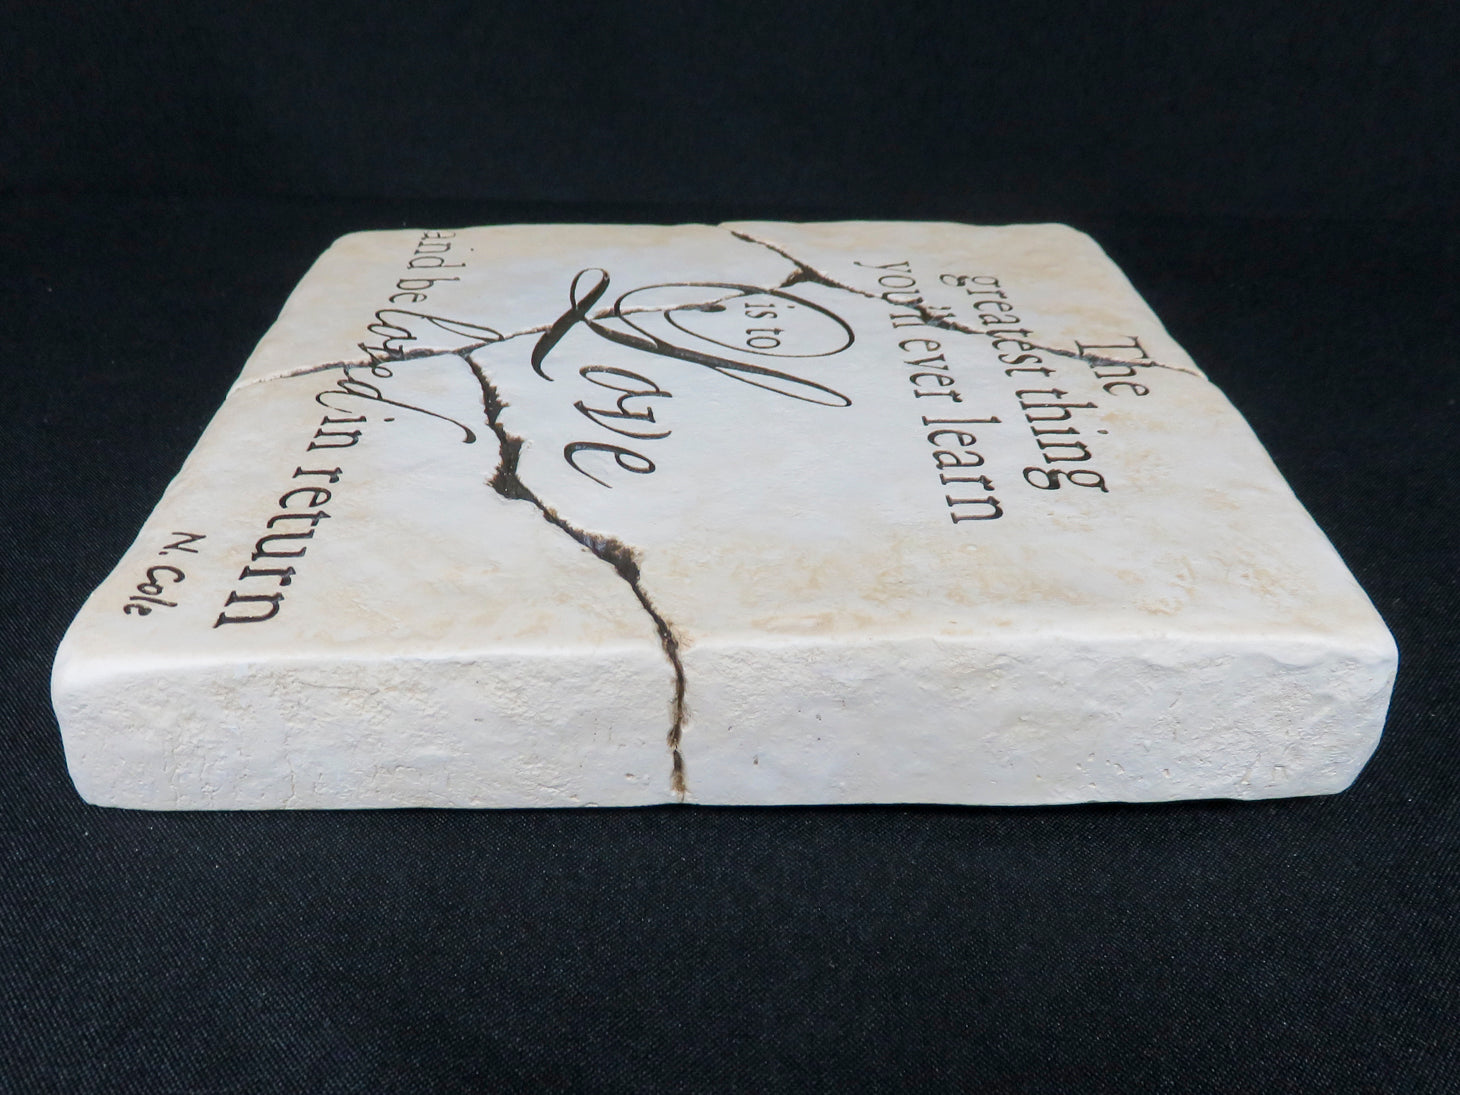 The
greatest thing
you'll ever learn
is to
Love
and be loved in return
N. Cole